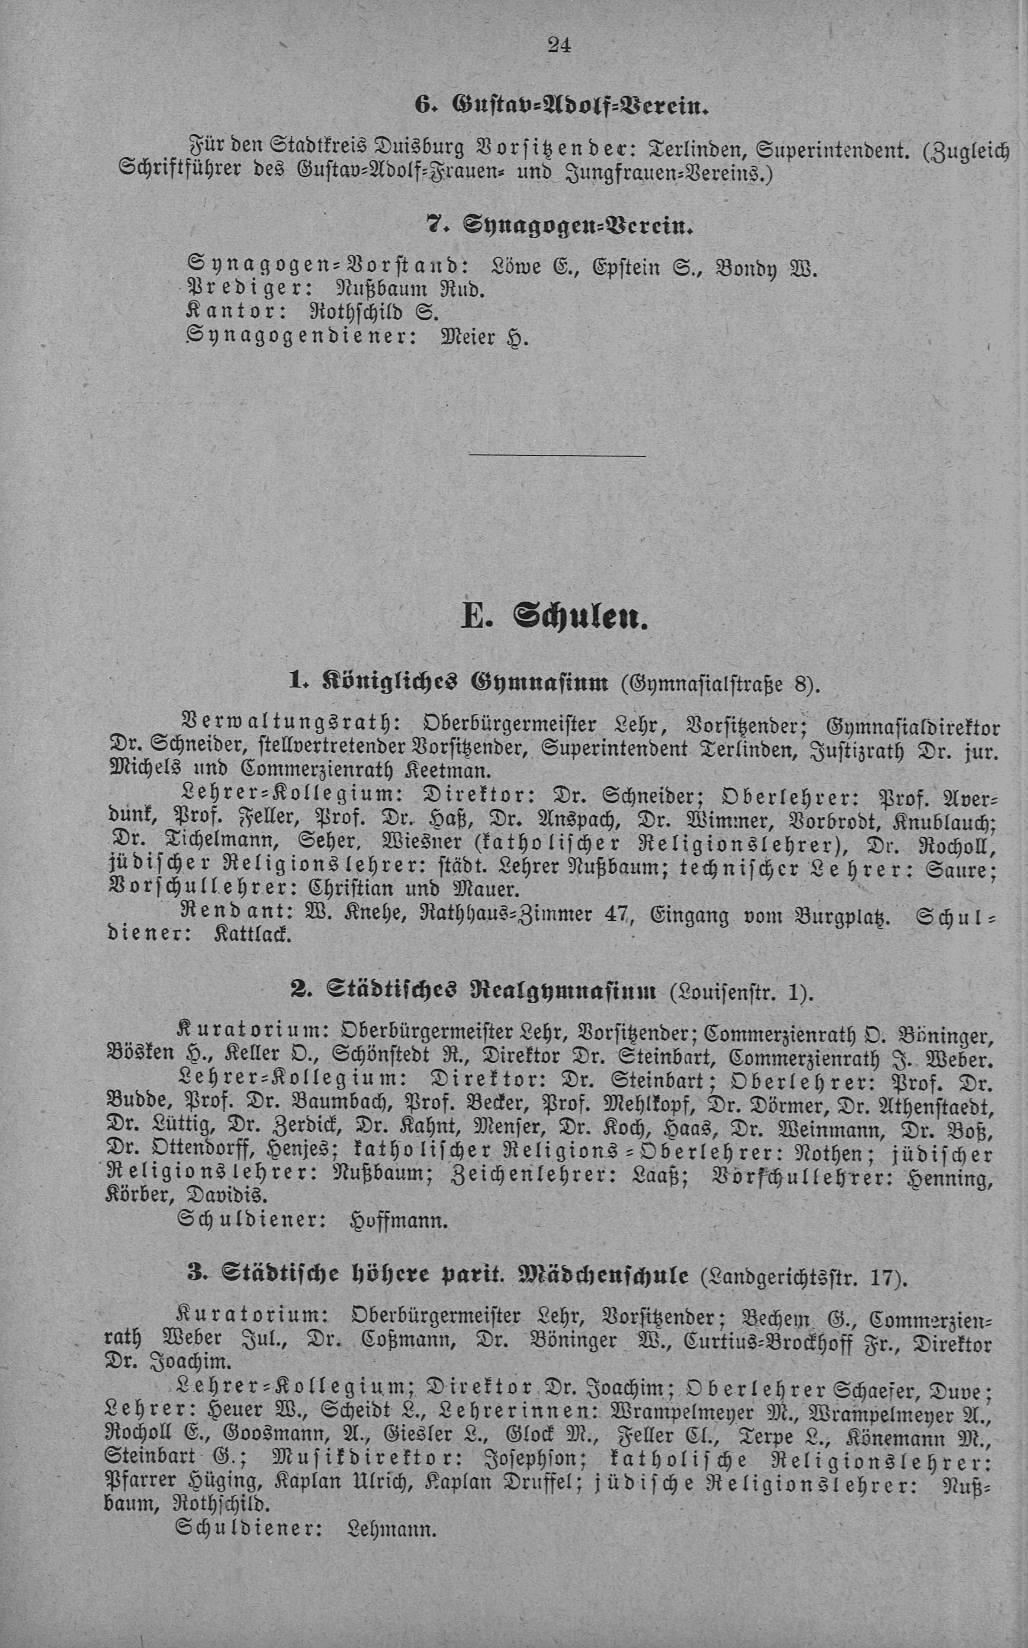 24
6. Gustav-Adolf-Verein.
Für den Stadtkreis Duisburg Vorsitzender: Terlinden, Superintendent. (Zugleich
Schriftführer des Gustav-Adolf-Frauen- und Jungfrauen-Vereins.)
7. Synagogen-Verein.
Synagogen-Vorstand: Löwe E., Epstein S., Bondy W.
Prediger: Nußbaum Rud.
Kantor: Rothschild S.
Synagogendiener: Meier H.
E. Schulen.
1. Königliches Gymnasium (Gymnasialstraße 8).
Verwaltungsrath: Oberbürgermeister Lehr, Vorsitzender; Gymnasialdirektor
Dr. Schneider, stellvertretender Vorsitzender, Superintendent Terlinden, Justizrath Dr. jur.
Michels und Commerzienrath Keetman.
Lehrer-Kollegium: Direktor: Dr. Schneider; Oberlehrer: Prof. Aver-
dunk, Prof. Feller, Prof. Dr. Haß, Dr. Anspach, Dr. Wimmer, Vorbrodt, Knublauch;
Dr. Tichelmann, Seher, Wiesner (katholischer Religionslehrer), Dr. Rocholl,
jüdischer Religionslehrer: städt. Lehrer Nußbaum; technischer Lehrer: Saure;
Vorschullehrer: Christian und Mauer.
Rendant: W. Knehe, Rathhaus-Zimmer 47, Eingang vom Burgplatz. Schul-
diener: Kattlack.
2. Städtisches Realgymnasium (Louisenstr. 1).
Kuratorium: Oberbürgermeister Lehr, Vorsitzender; Commerzienrath O. Böninger,
Bösken H., Keller O., Schönstedt R., Direktor Dr. Steinbart, Commerzienrath J. Weber.
Lehrer-Kollegium: Direktor: Dr. Steinbart; Oberlehrer: Prof. Dr.
Budde, Prof. Dr. Baumbach, Prof. Becker, Prof. Mehlkopf, Dr. Dörmer, Dr. Athenstaedt,
Dr. Lüttig, Dr. Zerdick, Dr. Kahnt, Menser, Dr. Koch, Haas, Dr. Weinmann, Dr. Boß,
Dr. Ottendorff, Henjes; katholischer Religions-Oberlehrer: Nothen; jüdischer
Religionslehrer: Nußbaum; Zeichenlehrer: Laaß; Vorschullehrer: Henning,
Körber, Davidis.
Schuldiener: Hoffmann.
3. Städtische höhere parit. Mädchenschule (Landgerichtsstr. 17).
Kuratorium: Oberbürgermeister Lehr, Vorsitzender; Bechem G., Commerzien-
rath Weber Jul., Dr. Coßmann, Dr. Böninger W., Curtius-Brockhoff Fr., Direktor
Dr. Joachim.
Lehrer-Kollegium; Direktor Dr. Joachim; Oberlehrer Schaefer, Duve;
Lehrer: Heuer W., Scheidt L., Lehrerinnen: Wrampelmeyer M., Wrampelmeyer A.,
Rocholl E., Goosmann, A., Giesler L., Glock M., Feller Cl., Terpe L., Könemann M.,
Steinbart G.; Musikdirektor: Josephson; katholische Religionslehrer:
Pfarrer Hüging, Kaplan Ulrich, Kaplan Druffel; jüdische Religionslehrer: Nuß-
baum, Rothschild.
Schuldiener: Lehmann.